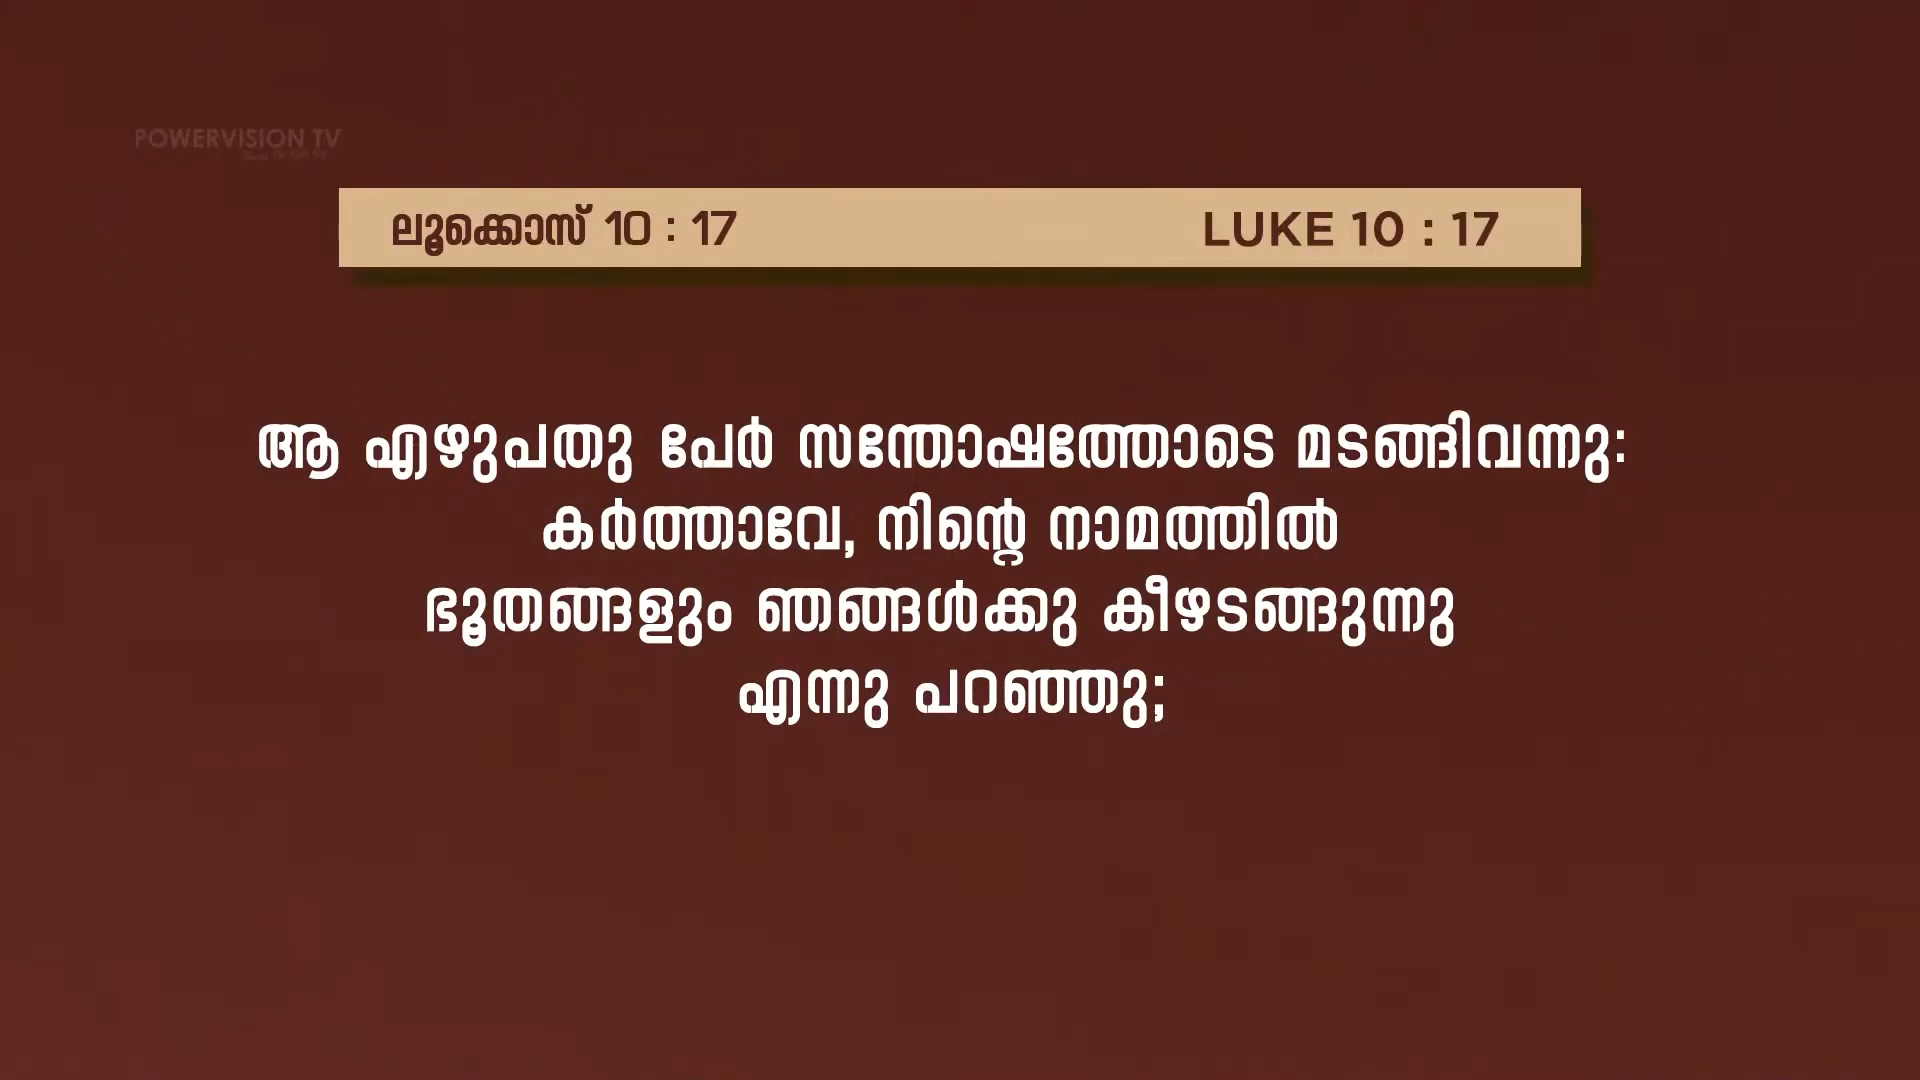 POWERVISION TV
ലൂക്കൊസ് 10 : 17 LUKE 10 : 17
ആ എഴുപതു പേർ സന്തോഷത്തോടെ മടങ്ങിവന്നു:
കർത്താവേ, നിന്റെ നാമത്തിൽ
ഭൂതങ്ങളും ഞങ്ങൾക്കു കീഴടങ്ങുന്നു
എന്നു പറഞ്ഞു;